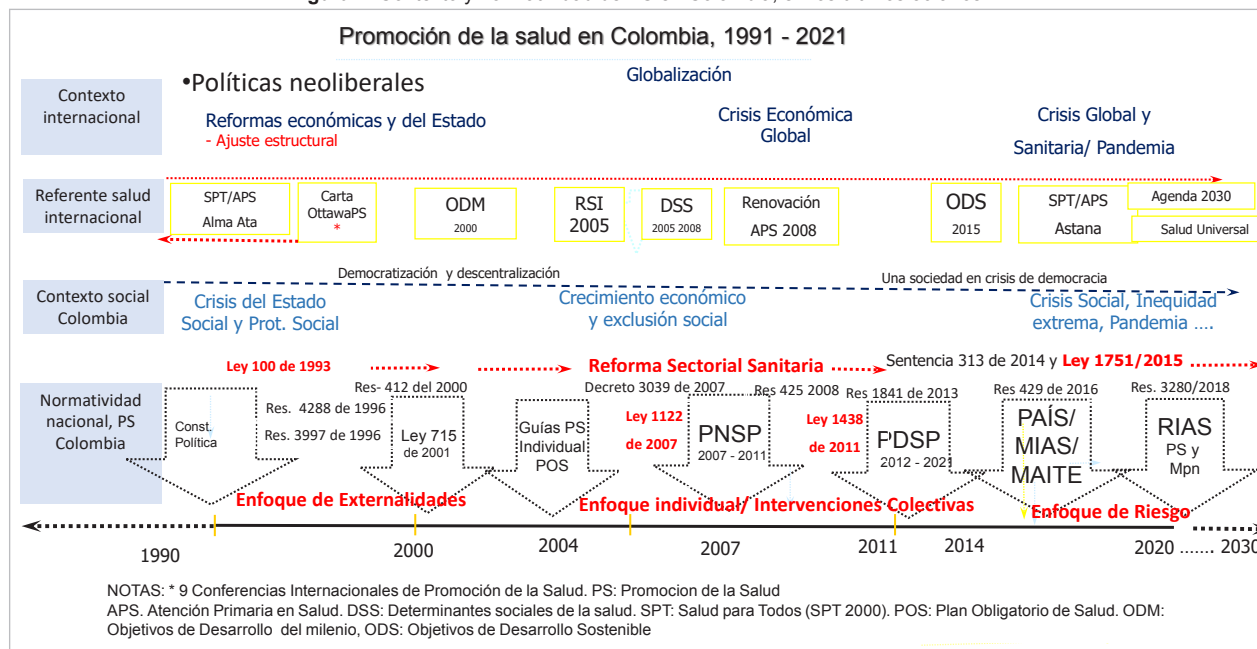 Promoción de la salud en Colombia, 1991 - 2021
Contexto
internacional
•Políticas neoliberales
Globalización
Reformas económicas y del Estado
- Ajuste estructural
Crisis Económica
Global
Crisis Global y
Sanitaria/ Pandemia
Referente salud
internacional
SPT/APS
Alma Ata
Carta
OttawaPS
*
ODM
2000
RSI
2005
DSS
2005 2008
Renovación
APS 2008
ODS
2015
SPT/APS
Astana
Agenda 2030
Salud Universal
Contexto social
Colombia
Democratización y descentralización
Una sociedad en crisis de democracia
Crisis del Estado
Social y Prot. Social
Crecimiento económico
y exclusión social
Crisis Social, Inequidad
extrema, Pandemia ....
Normatividad
nacional, PS
Colombia
Ley 100 de 1993
Reforma Sectorial Sanitaria
Sentencia 313 de 2014 y Ley 1751/2015
Const.
Política
Res. 4288 de 1996
Res. 3997 de 1996
Res- 412 del 2000
Ley 715
de 2001
Guías PS
Individual
POS
Decreto 3039 de 2007
Ley 1122
de 2007
PNSP
2007 - 2011
Res 425 2008
Ley 1438
de 2011
Res 1841 de 2013
PDSP
2012 - 2021
Res 429 de 2016
PAÍS/
MIAS/
MAITE
Res. 3280/2018
RIAS
PS y
Mpn
Enfoque de Externalidades
Enfoque individual/ Intervenciones Colectivas
Enfoque de Riesgo
1990
2000
2004
2007
2011
2014
2020 ....... 2030
NOTAS: * 9 Conferencias Internacionales de Promoción de la Salud. PS: Promocion de la Salud
APS. Atención Primaria en Salud. DSS: Determinantes sociales de la salud. SPT: Salud para Todos (SPT 2000). POS: Plan Obligatorio de Salud. ODM:
Objetivos de Desarrollo del milenio, ODS: Objetivos de Desarrollo Sostenible